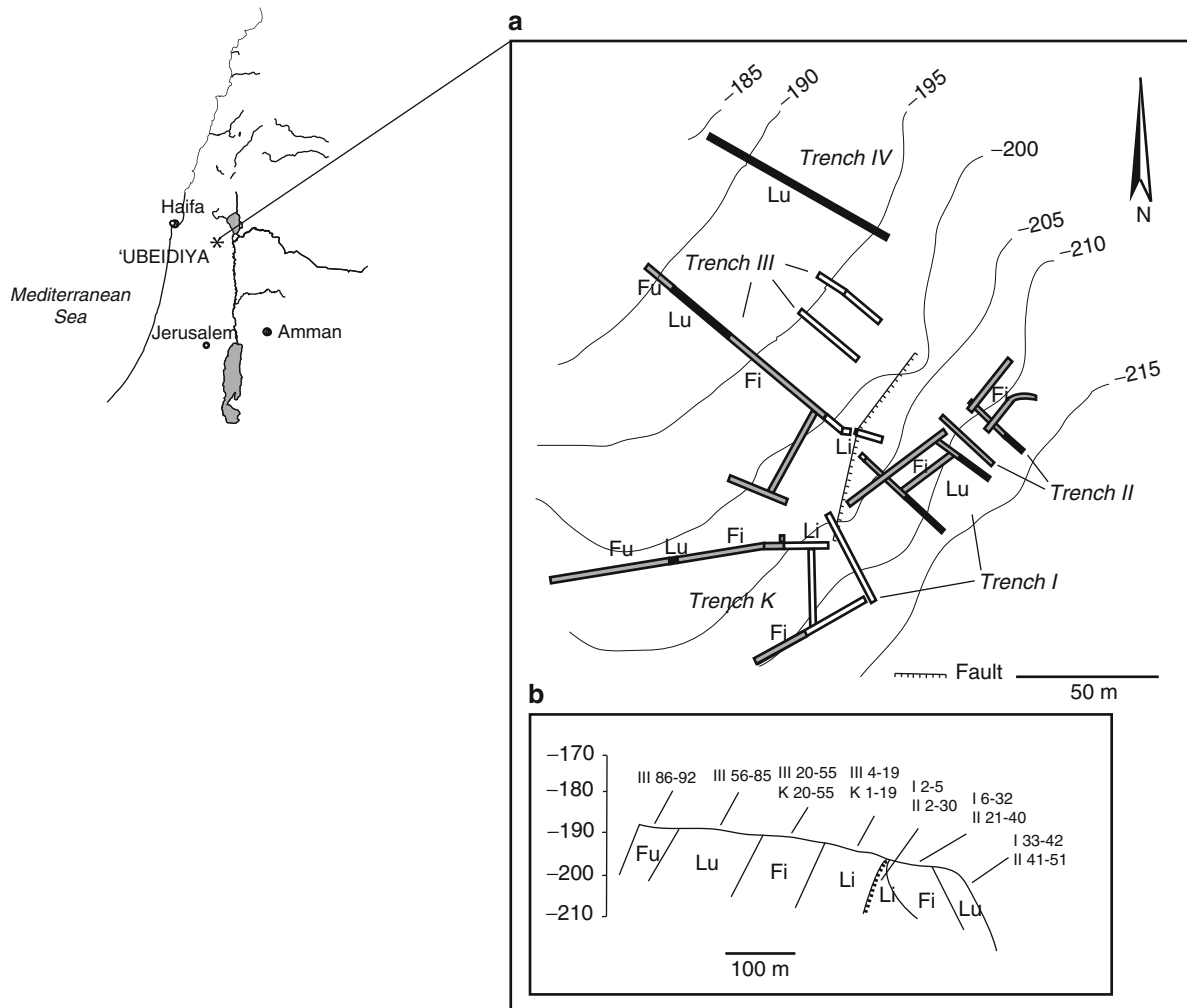 Haifa
'UBEIDIYA
Mediterranean
Sea
Jerusalem
Amman
a
–185
–190
–195
–200
–205
–210
–215
N
Trench IV
Lu
Trench III
Fu
Lu
Fi
Li
Fi
Fi
Lu
Trench II
Trench I
Fu
Lu
Fi
Li
Trench K
Fi
Fault
50 m
b
–170
–180
–190
–200
–210
III 86-92
III 56-85
III 20-55
K 20-55
III 4-19
K 1-19
I 2-5
II 2-30
I 6-32
II 21-40
I 33-42
II 41-51
Fu
Lu
Fi
Li
Li
Fi
Lu
100 m